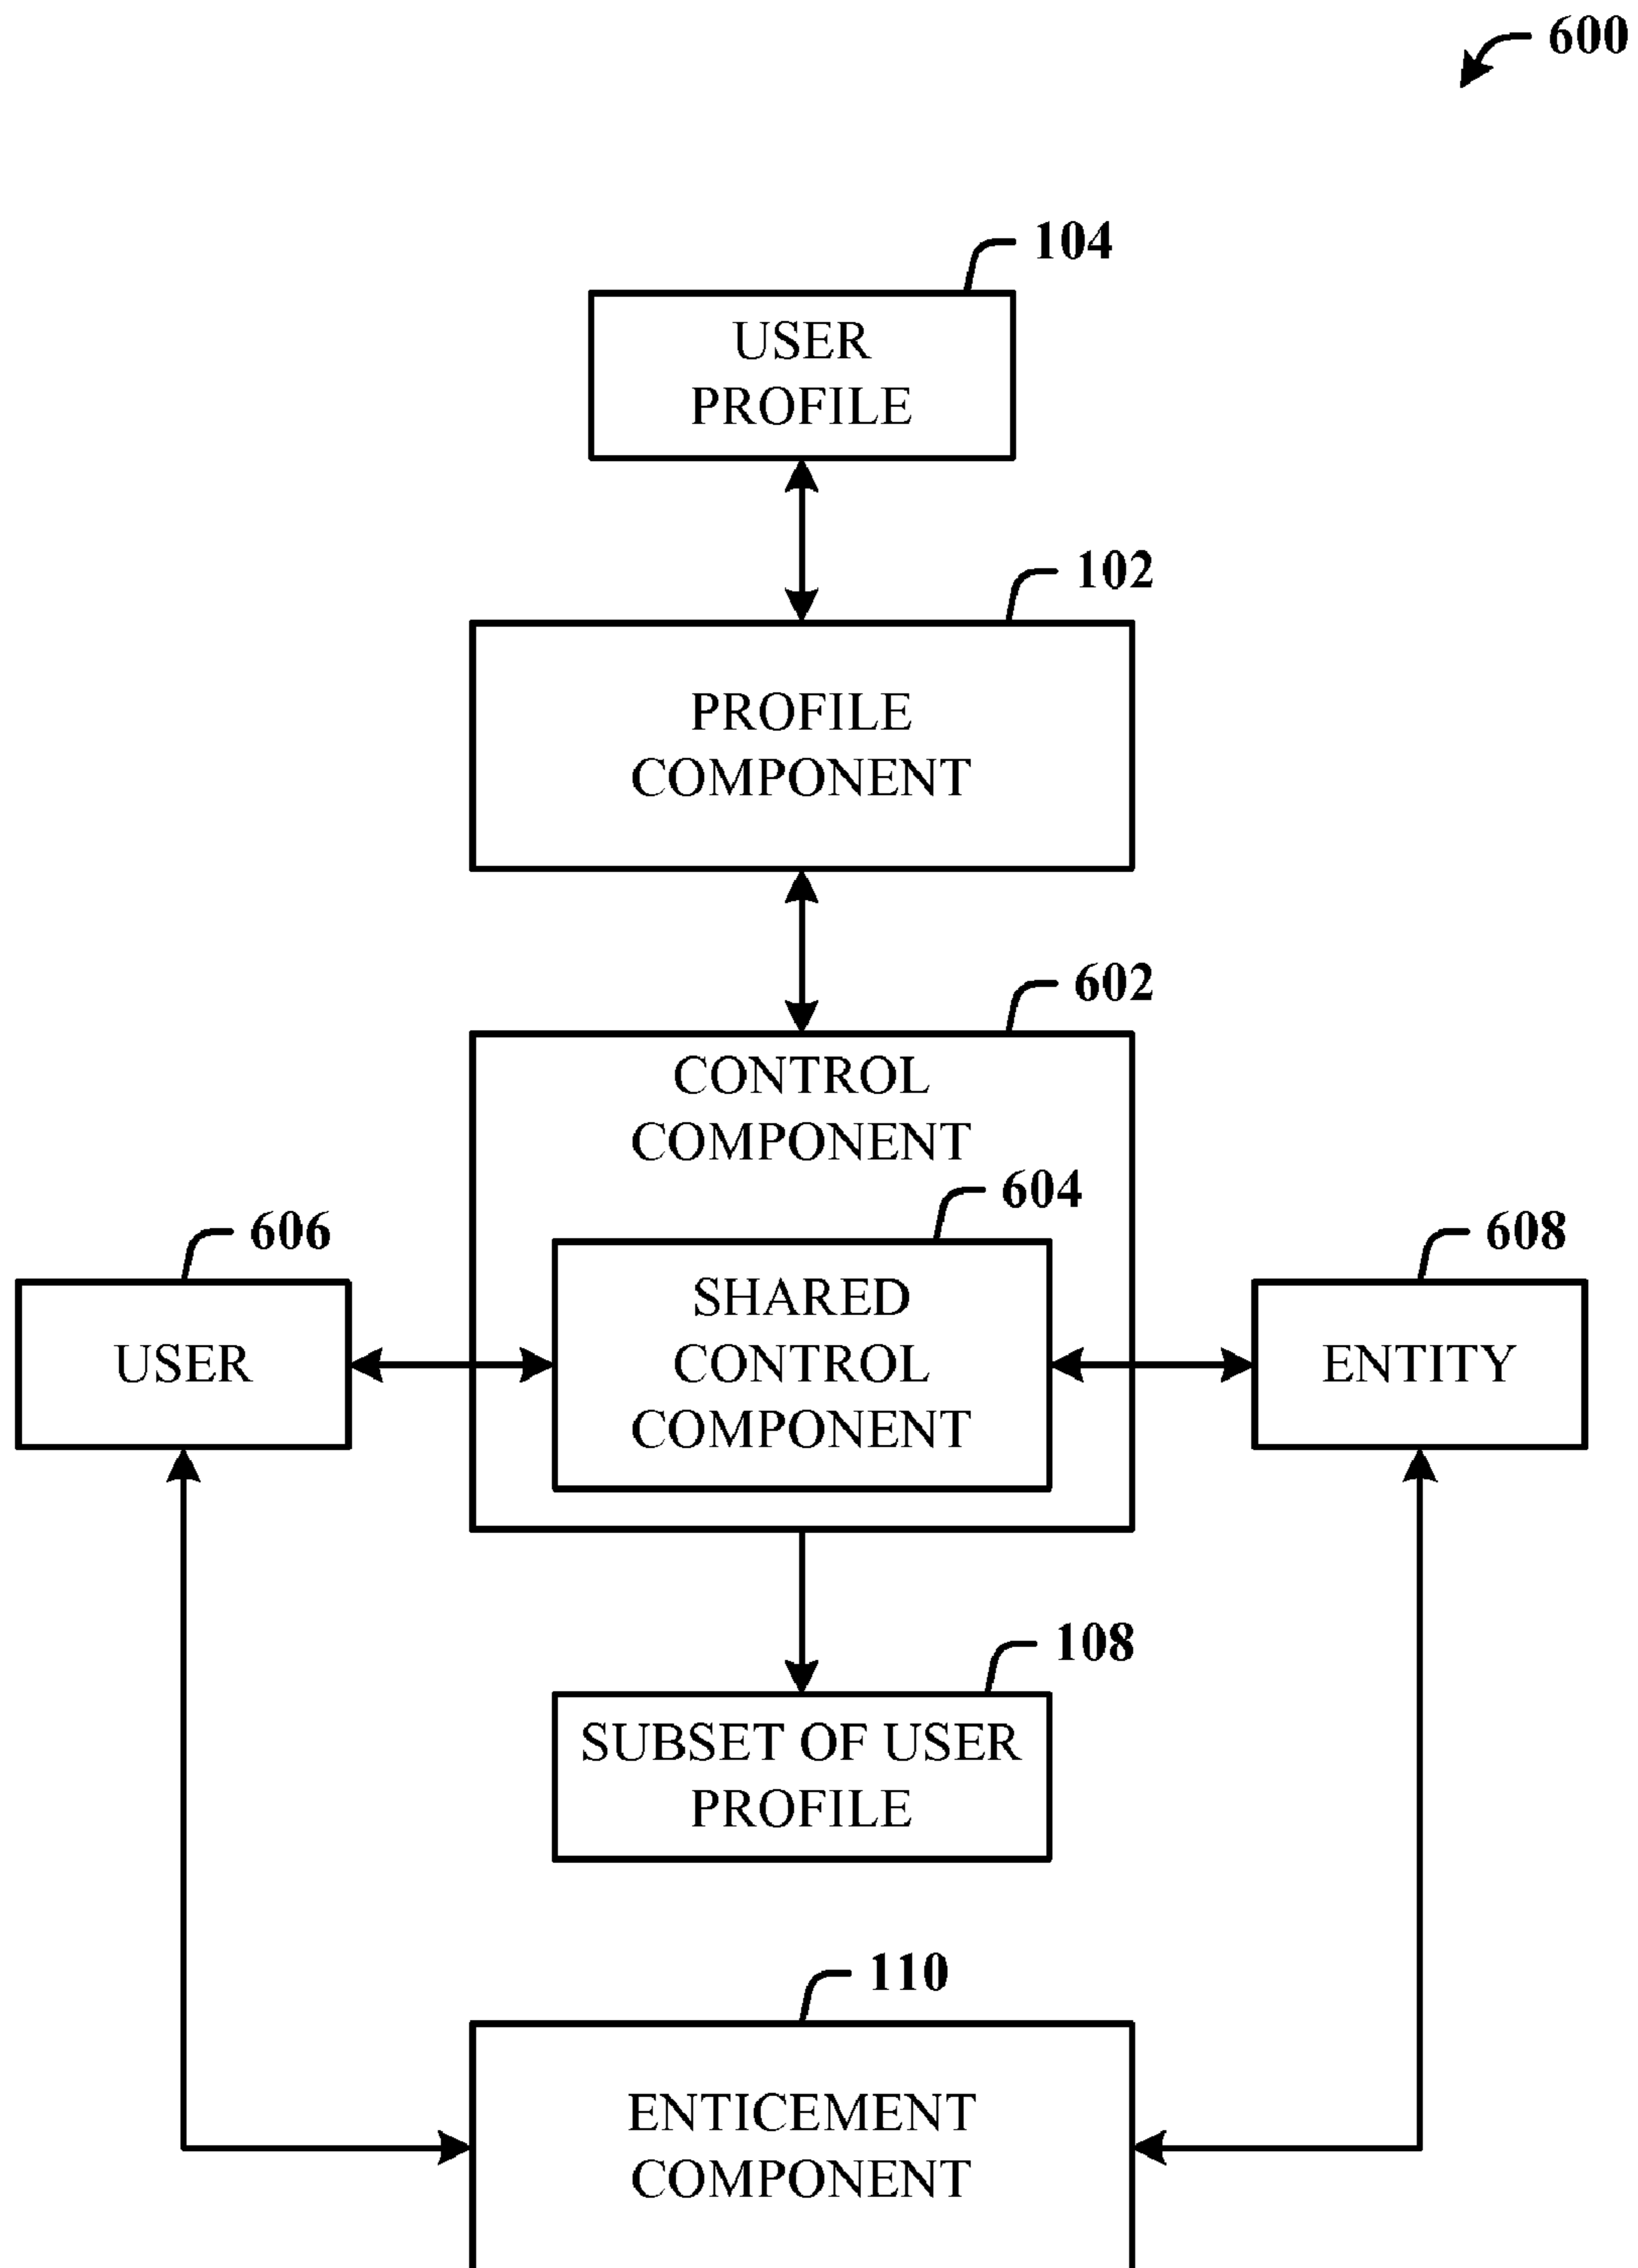 600
104
USER
PROFILE
102
PROFILE
COMPONENT
602
CONTROL
COMPONENT
604
606
608
SHARED
CONTROL
COMPONENT
USER
ENTITY
108
SUBSET OF USER
PROFILE
110
ENTICEMENT
COMPONENT